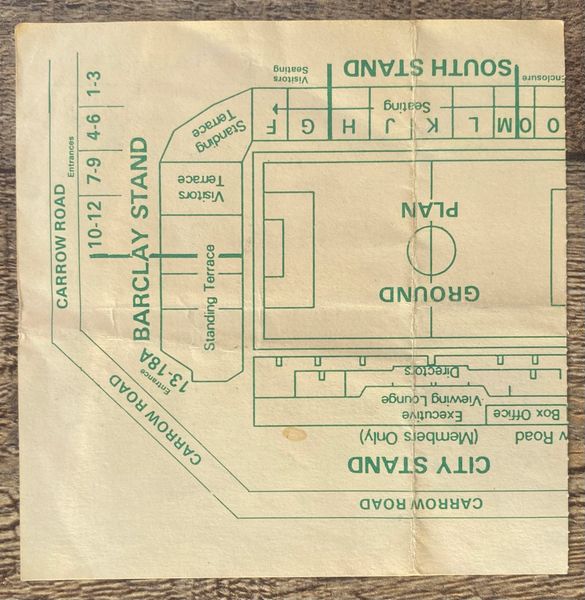 Enclosure
SOUTH STAND
Visitors
Seating
Seating
O
O
M
L
K
J
H
G
F
1-3
4-6
7-9
10-12
Entrances
CARROW ROAD
BARCLAY STAND
Standing
Terrace
Visitors
Terrace
Standing Terrace
13-18A
Entrance
GROUND
PLAN
Directors
Viewing Lounge
Executive
Box Office
(Members Only)
v Road
CITY STAND
CARROW ROAD
CARROW ROAD